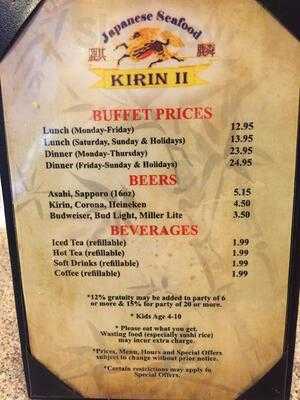 Japanese Seafood
麒 麟
KIRIN II
BUFFET PRICES
Lunch (Monday-Friday) 12.95
Lunch (Saturday, Sunday & Holidays) 13.95
Dinner (Monday-Thursday) 23.95
Dinner (Friday-Sunday & Holidays) 24.95
BEERS
Asahi, Sapporo (16oz) 5.15
Kirin, Corona, Heineken 4.50
Budweiser, Bud Light, Miller Lite 3.50
BEVERAGES
Iced Tea (refillable) 1.99
Hot Tea (refillable) 1.99
Soft Drinks (refillable) 1.99
Coffee (refillable) 1.99
*12% gratuity may be added to party of 6
or more & 15% for party of 20 or more.
* Kids Age 4-10
* Please eat what you get.
Wasting food (especially sushi rice)
may incur extra charge.
*Prices, Menu, Hours and Special Offers
subject to change without prior notice.
*Certain restrictions may apply to
Special Offers.